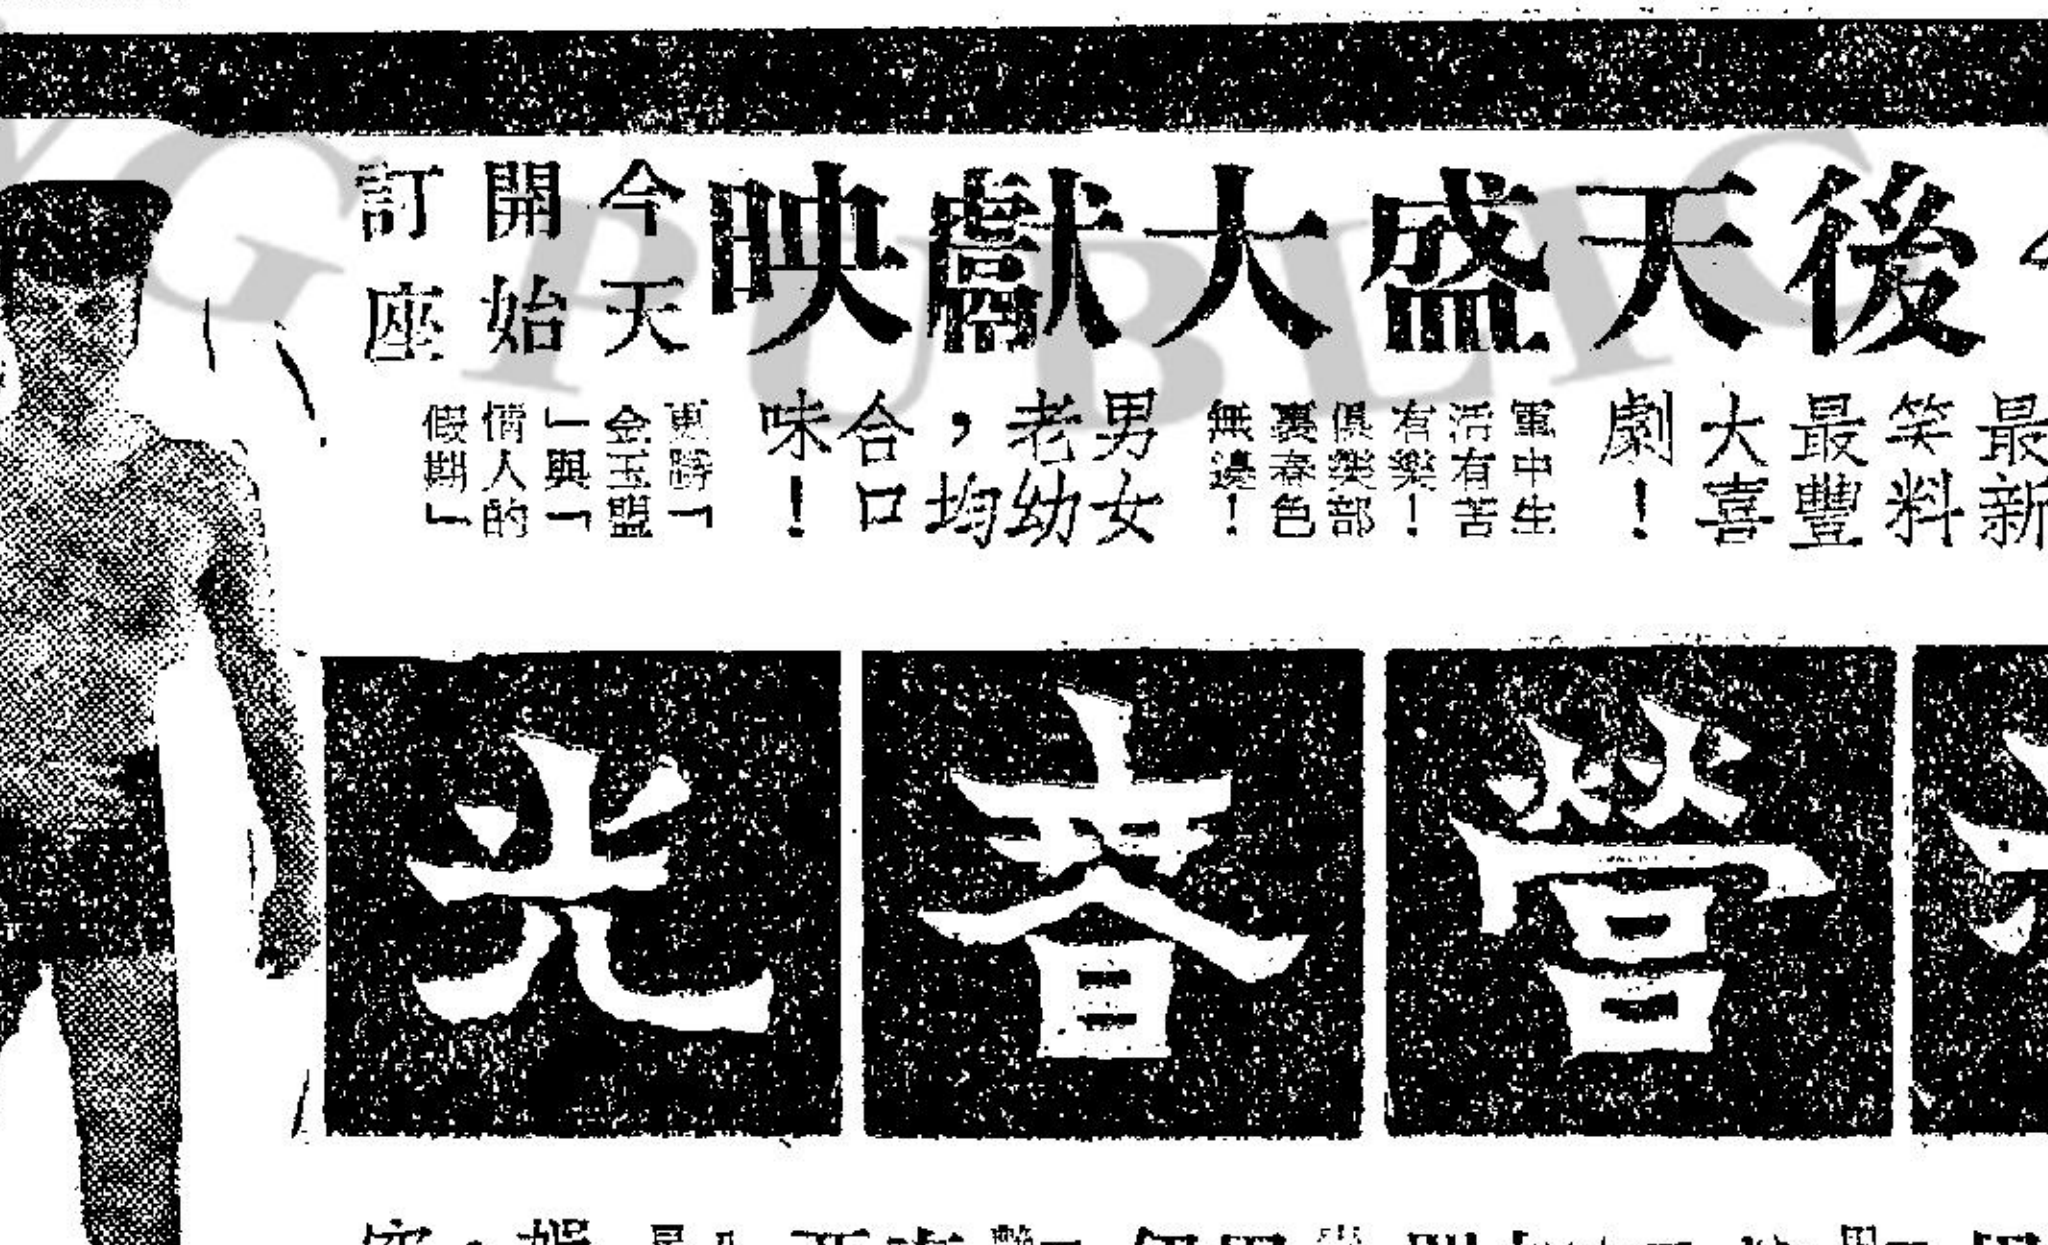 後天盛大獻映
今天
開始
訂座
最新
笑料
最豐
大喜
劇！
軍中生
活有苦
有樂！
俱樂部
裏春色
無邊！
男女
老幼
，均
合口
味！
更勝「
金玉盟
」與「
情人的
假期」
營春光
PUBLIC